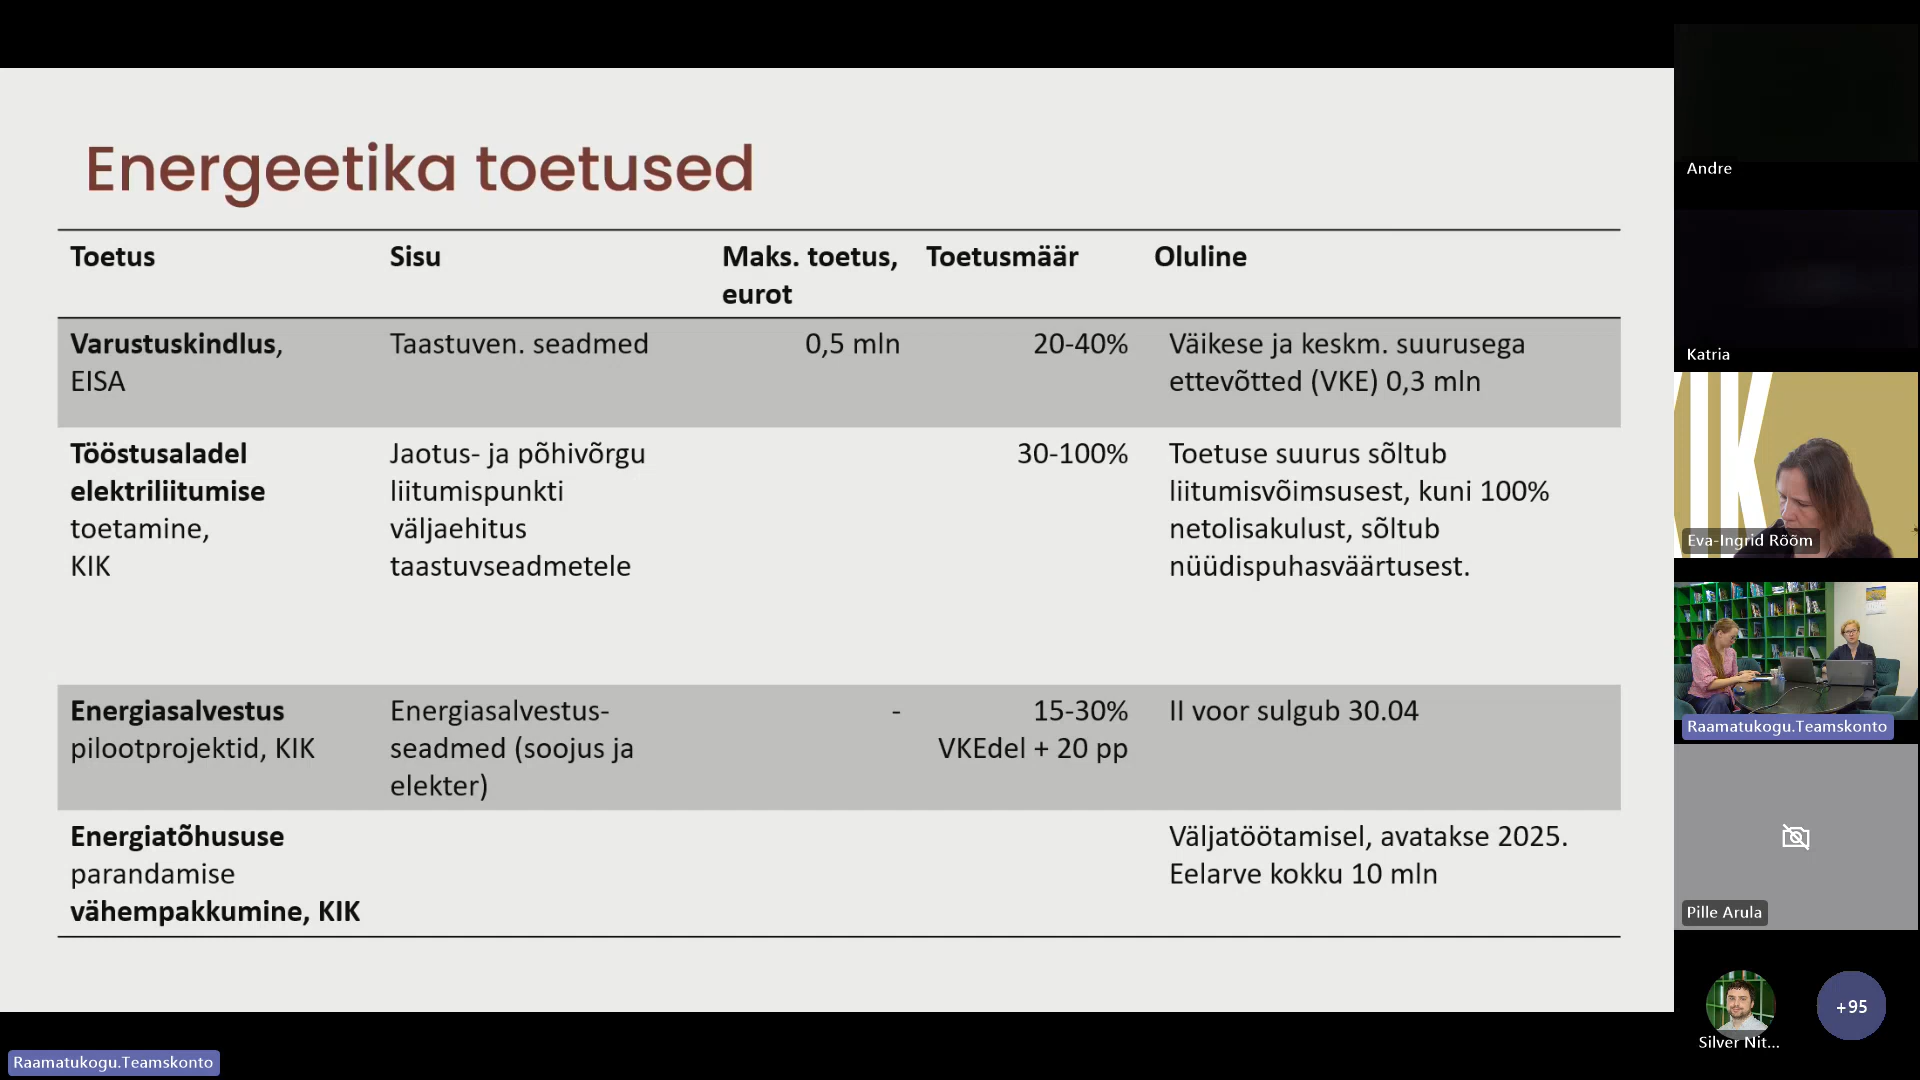 Energeetika toetused
Toetus
Sisu
Maks. toetus,
eurot
Toetusmäär
Oluline
Varustuskindlus,
EISA
Taastuven. seadmed
0,5 mln
20-40%
Väikese ja keskm. suurusega
ettevõtted (VKE) 0,3 mln
Tööstusaladel
elektriliitumise
toetamine,
KIK
Jaotus- ja põhivõrgu
liitumispunkti
väljaehitus
taastuvseadmetele
30-100%
Toetuse suurus sõltub
liitumisvõimsusest, kuni 100%
netolisakulust, sõltub
nüüdispuhasväärtusest.
Energiasalvestus
pilootprojektid, KIK
Energiasalvestus-
seadmed (soojus ja
elekter)
-
15-30%
VKEdel + 20 pp
II voor sulgub 30.04
Energiatõhususe
parandamise
vähempakkumine, KIK
Väljatöötamisel, avatakse 2025.
Eelarve kokku 10 mln
Andre
Katria
IK
Eva-Ingrid Rõõm
Raamatukogu.Teamskonto
Pille Arula
Silver Nit...
+95
Raamatukogu.Teamskonto